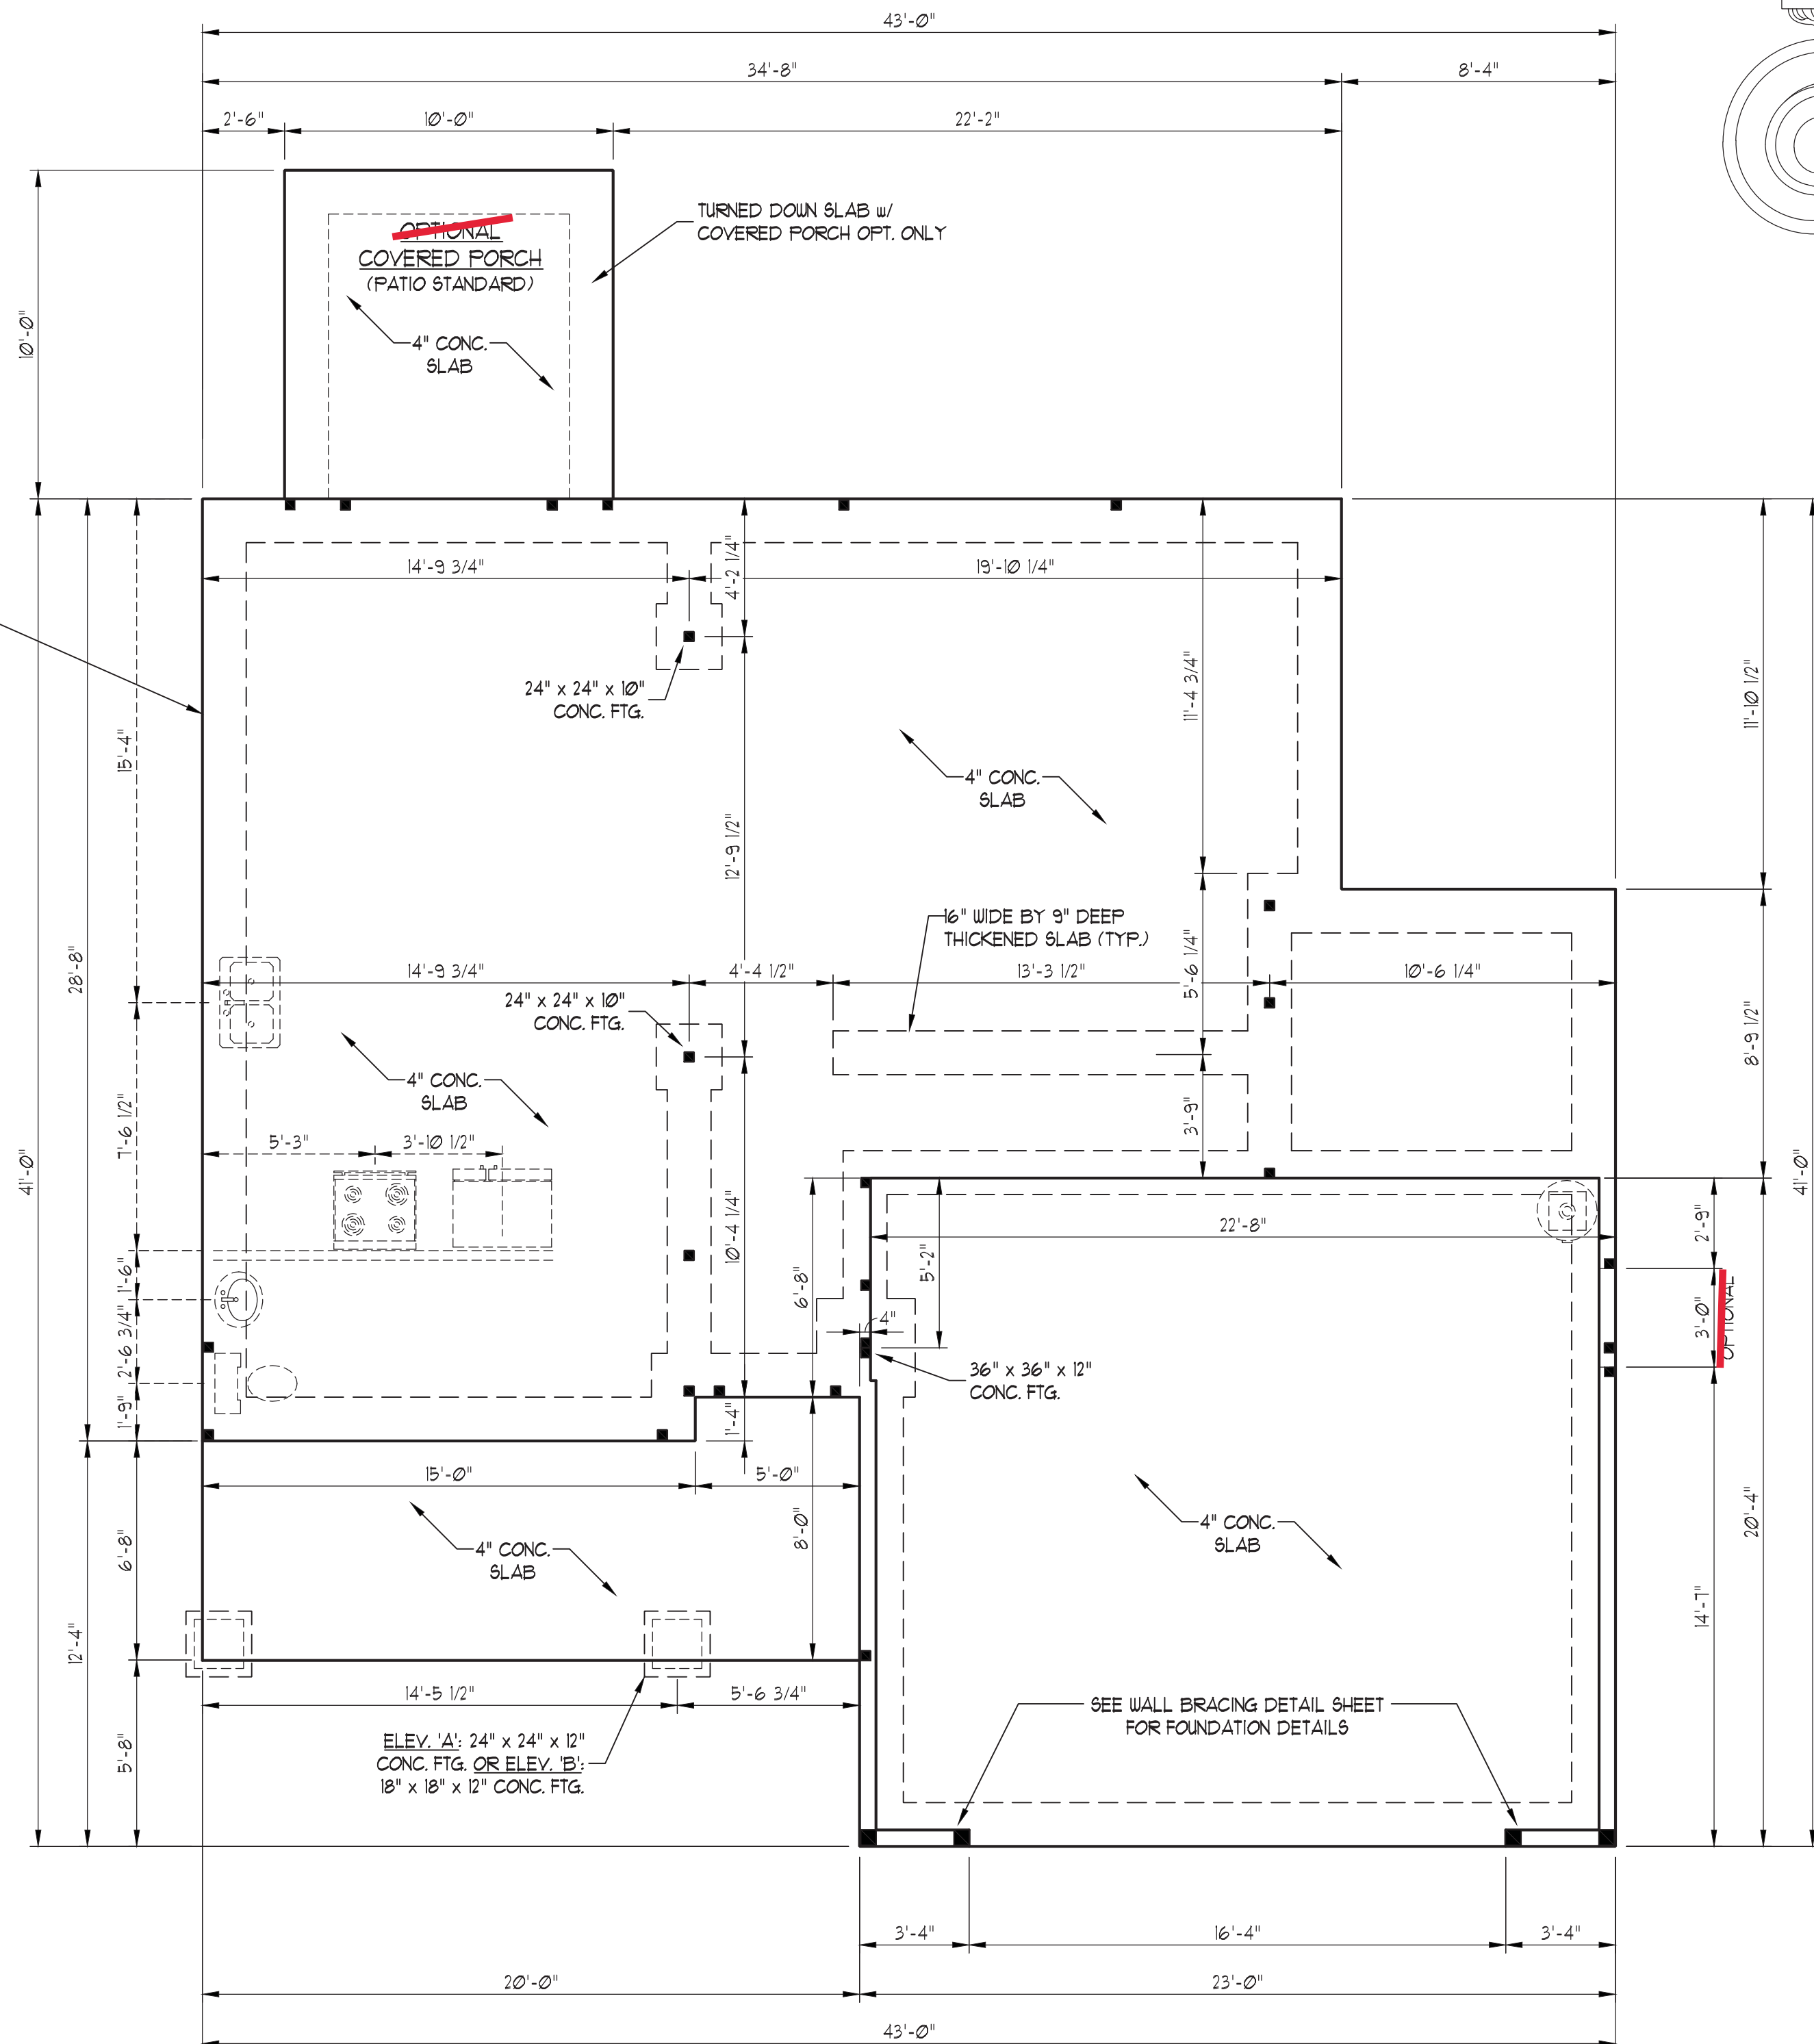 43'-0"
34'-8"
8'-4"
2'-6"
10'-0"
22'-2"
TURNED DOWN SLAB w/
COVERED PORCH OPT. ONLY
OPTIONAL
COVERED PORCH
(PATIO STANDARD)
10'-0"
4" CONC.
SLAB
14'-9 3/4"
4'-2 1/4"
19'-10 1/4"
24" x 24" x 10"
CONC. FTG.
11'-4 3/4"
11'-10 1/2"
15'-4"
4" CONC.
SLAB
12'-9 1/2"
16" WIDE BY 9" DEEP
THICKENED SLAB (TYP.)
28'-8"
14'-9 3/4"
4'-4 1/2"
13'-3 1/2"
5'-6 1/4"
10'-6 1/4"
24" x 24" x 10"
CONC. FTG.
8'-9 1/2"
4" CONC.
SLAB
7'-6 1/2"
3'-9"
5'-3"
3'-10 1/2"
41'-0"
41'-0"
10'-4 1/4"
22'-8"
2'-9"
5'-2"
6'-8"
1'-6"
4"
3'-0"
OPTIONAL
2'-6 3/4"
36" x 36" x 12"
CONC. FTG.
1'-9"
1'-4"
15'-0"
5'-0"
8'-0"
20'-4"
6'-8"
4" CONC.
SLAB
4" CONC.
SLAB
12'-4"
14'-7"
14'-5 1/2"
5'-6 3/4"
SEE WALL BRACING DETAIL SHEET
FOR FOUNDATION DETAILS
5'-8"
ELEV. 'A': 24" x 24" x 12"
CONC. FTG. OR ELEV. 'B':
18" x 18" x 12" CONC. FTG.
3'-4"
16'-4"
3'-4"
20'-0"
23'-0"
43'-0"